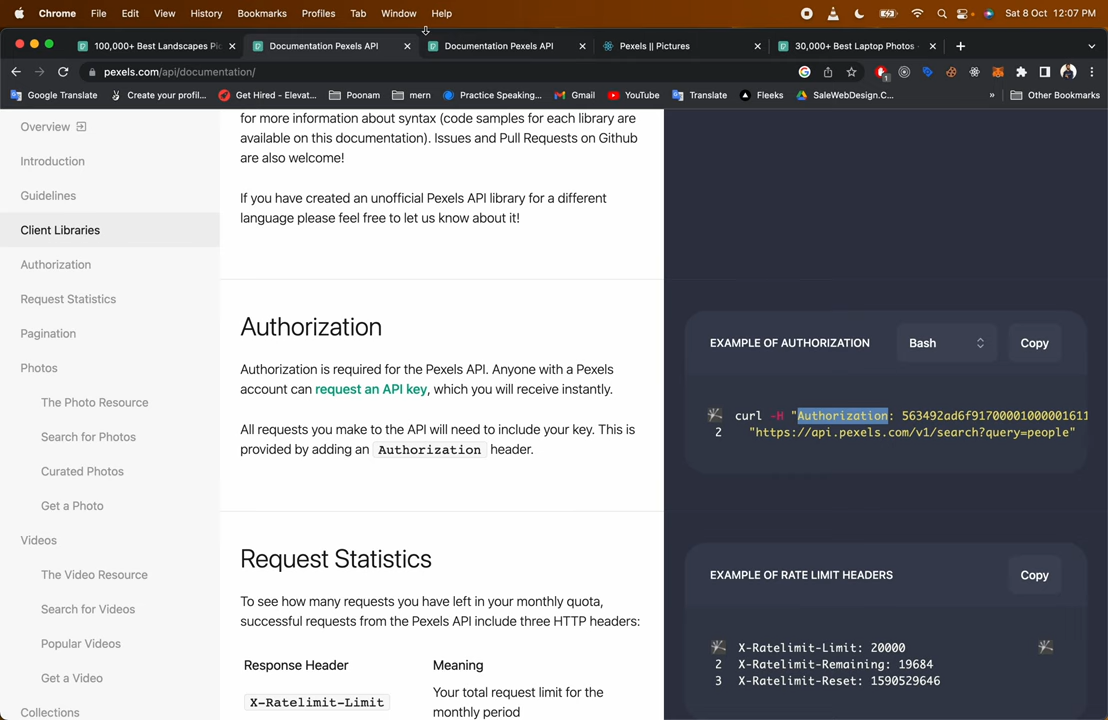 Chrome File Edit View History Bookmarks Profiles Tab Window Help Sat 8 Oct 12:07 PM
100,000+ Best Landscapes Pic Documentation Pexels API Documentation Pexels API Pexels || Pictures 30,000+ Best Laptop Photos
pexels.com/api/documentation/ 1
Google Translate Create your profil... Get Hired - Elevat... Poonam mern Practice Speaking... Gmail YouTube Translate Fleeks SaleWebDesign.C... » Other Bookmarks
Overview
Introduction
Guidelines
Client Libraries
Authorization
Request Statistics
Pagination
Photos
The Photo Resource
Search for Photos
Curated Photos
Get a Photo
Videos
The Video Resource
Search for Videos
Popular Videos
Get a Video
Collections
for more information about syntax (code samples for each library are
available on this documentation). Issues and Pull Requests on Github
are also welcome!
If you have created an unofficial Pexels API library for a different
language please feel free to let us know about it!
Authorization
Authorization is required for the Pexels API. Anyone with a Pexels
account can request an API key, which you will receive instantly.
All requests you make to the API will need to include your key. This is
provided by adding an Authorization header.
Request Statistics
To see how many requests you have left in your monthly quota,
successful requests from the Pexels API include three HTTP headers:
Response Header Meaning
X-Ratelimit-Limit Your total request limit for the
monthly period
EXAMPLE OF AUTHORIZATION Bash Copy
curl -H "Authorization: 563492ad6f91700001000001611
2 "https://api.pexels.com/v1/search?query=people"
EXAMPLE OF RATE LIMIT HEADERS Copy
X-Ratelimit-Limit: 20000
2 X-Ratelimit-Remaining: 19684
3 X-Ratelimit-Reset: 1590529646